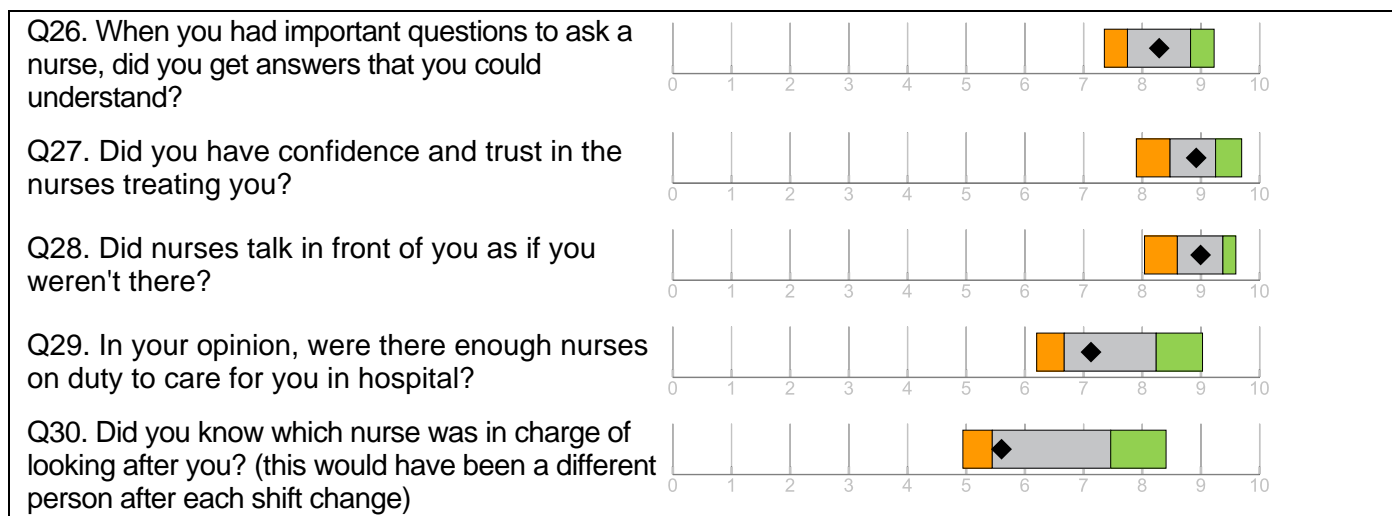 Q26. When you had important questions to ask a
nurse, did you get answers that you could
understand?
0 1 2 3 4 5 6 7 8 9 10
Q27. Did you have confidence and trust in the
nurses treating you?
0 1 2 3 4 5 6 7 8 9 10
Q28. Did nurses talk in front of you as if you
weren't there?
0 1 2 3 4 5 6 7 8 9 10
Q29. In your opinion, were there enough nurses
on duty to care for you in hospital?
0 1 2 3 4 5 6 7 8 9 10
Q30. Did you know which nurse was in charge of
looking after you? (this would have been a different
person after each shift change)
0 1 2 3 4 5 6 7 8 9 10